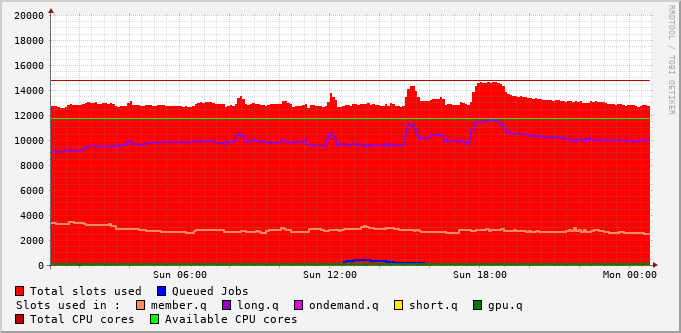 20000
18000
16000
14000
12000
10000
8000
6000
4000
2000
0
Sun 06:00 Sun 12:00 Sun 18:00 Mon 00:00
RRDTOOL / TOBI OETIKER
Total slots used Queued Jobs
Slots used in : member.q long.q ondemand.q short.q gpu.q
Total CPU cores Available CPU cores